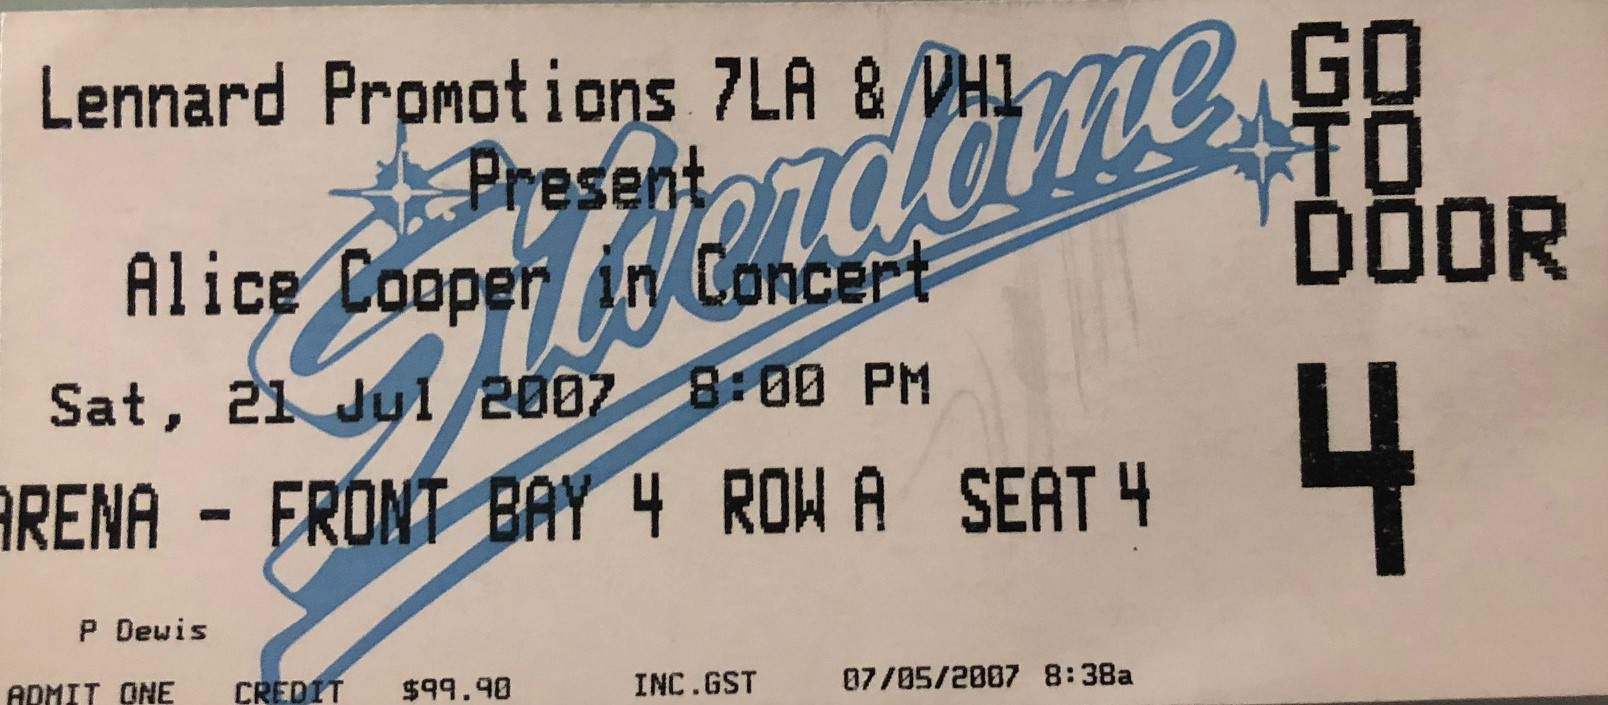 Lennard Promotions 7LA & VH1
Present
Alice Cooper in Concert
Sat, 21 Jul 2007 8:00 PM
ARENA - FRONT BAY 4 ROW A SEAT 4
P Dewis
ADMIT ONE CREDIT $99.90 INC.GST 07/05/2007 8:38a
Silverdome
GO
TO
DOOR
4